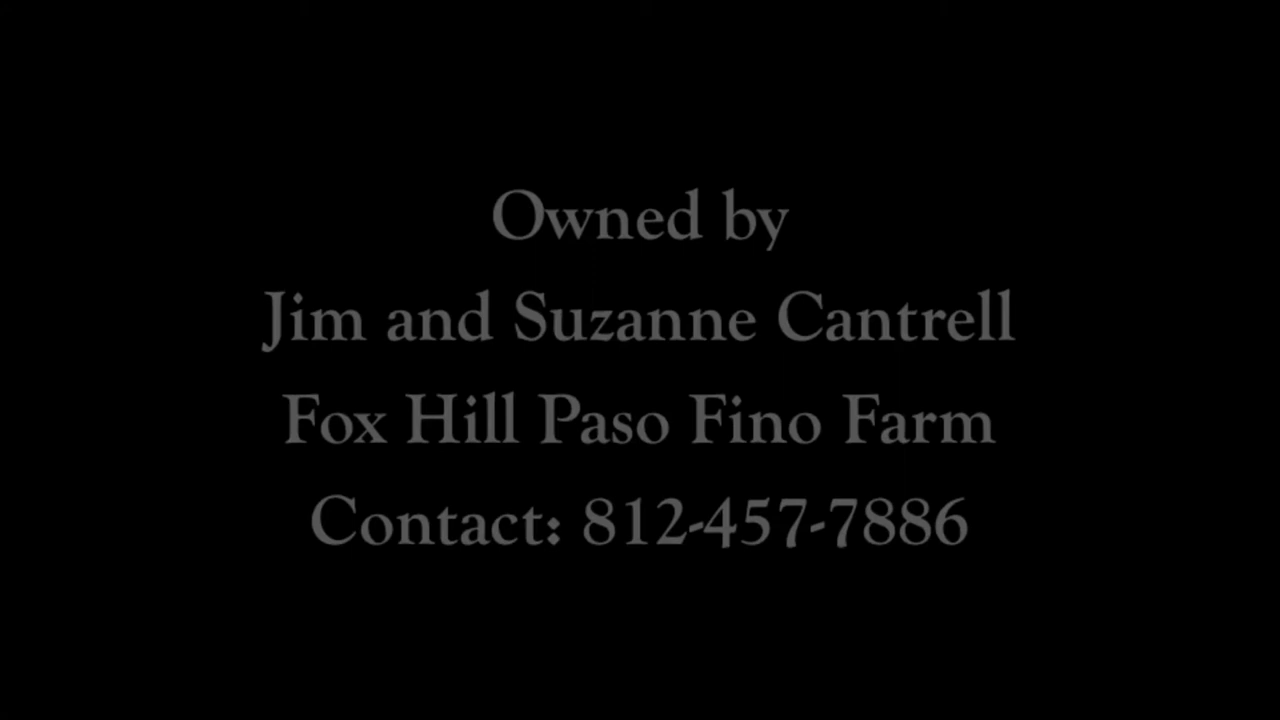 Owned by
Jim and Suzanne Cantrell
Fox Hill Paso Fino Farm
Contact: 812-457-7886